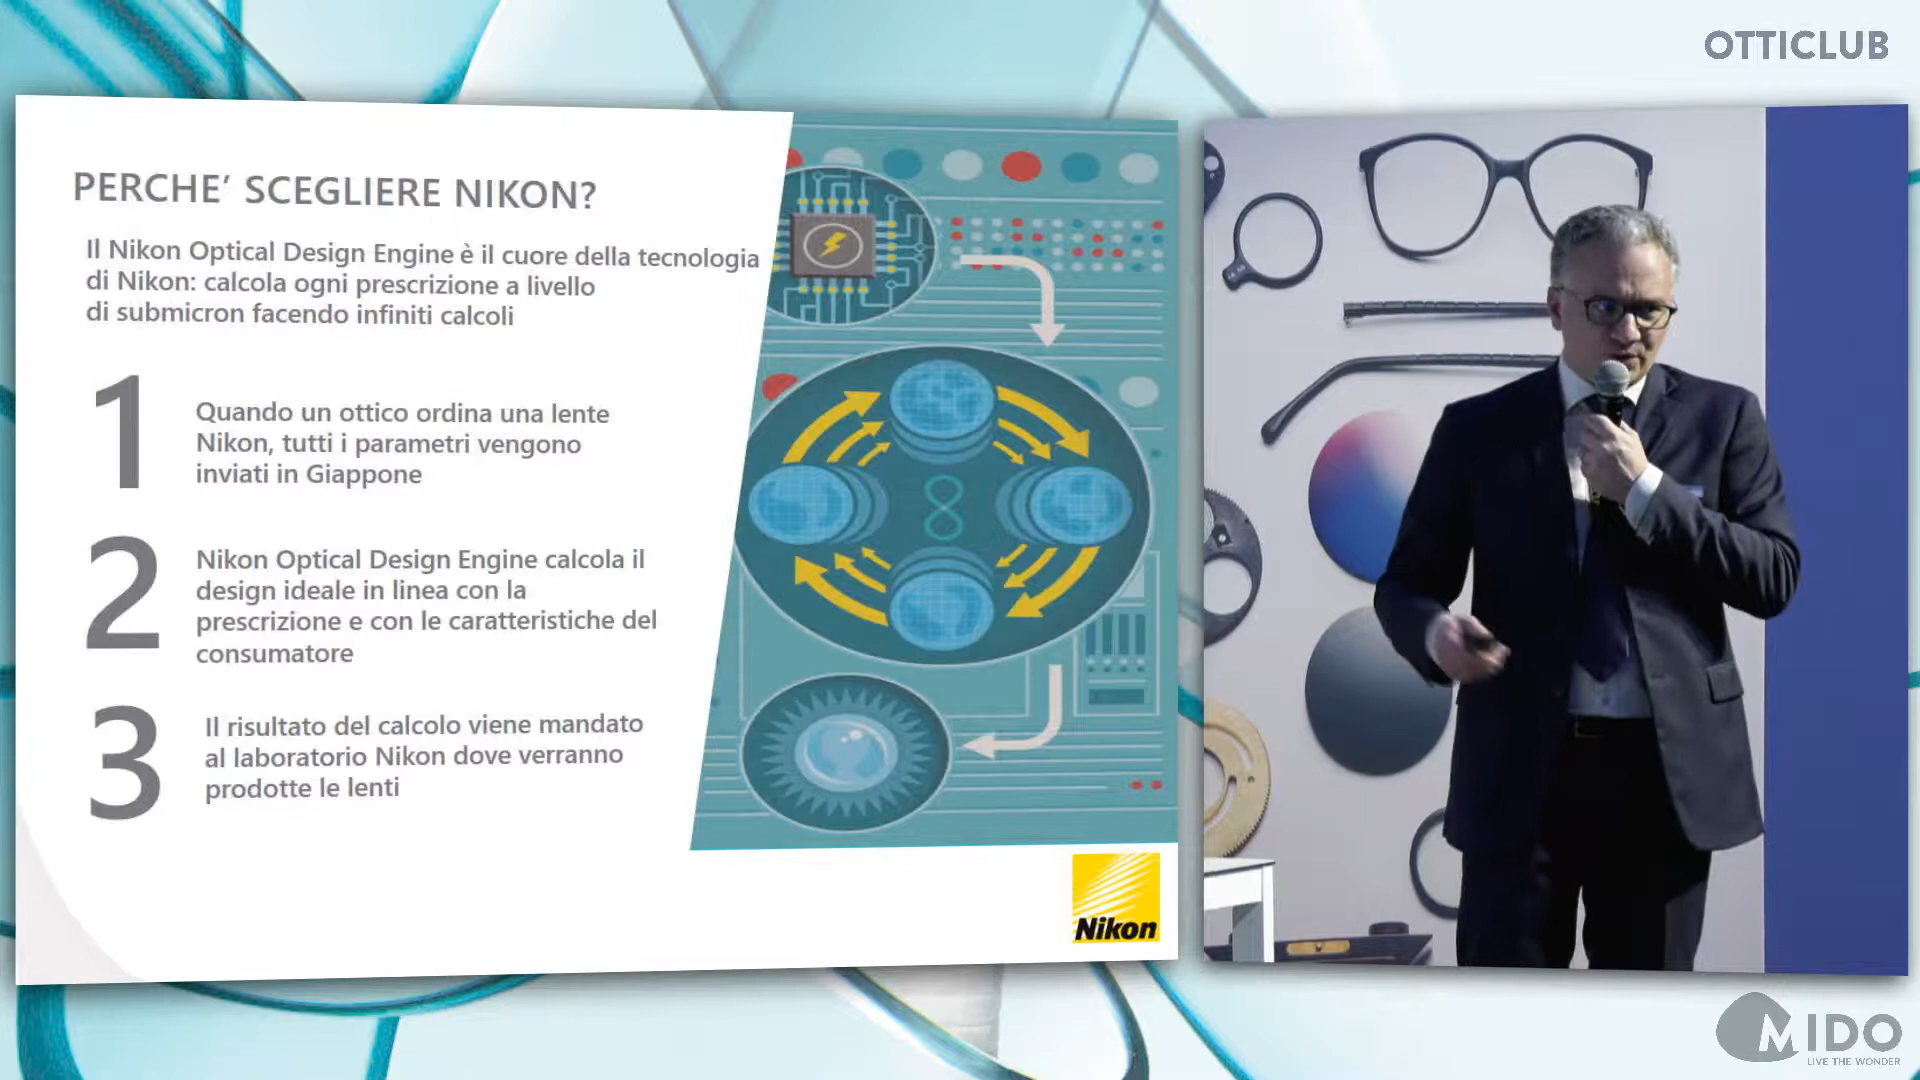 OTTICLUB
PERCHE’ SCEGLIERE NIKON?
Il Nikon Optical Design Engine è il cuore della tecnologia
di Nikon: calcola ogni prescrizione a livello
di submicron facendo infiniti calcoli
1
Quando un ottico ordina una lente
Nikon, tutti i parametri vengono
inviati in Giappone
2
Nikon Optical Design Engine calcola il
design ideale in linea con la
prescrizione e con le caratteristiche del
consumatore
3
Il risultato del calcolo viene mandato
al laboratorio Nikon dove verranno
prodotte le lenti
Nikon
MIDO
LIVE THE WONDER